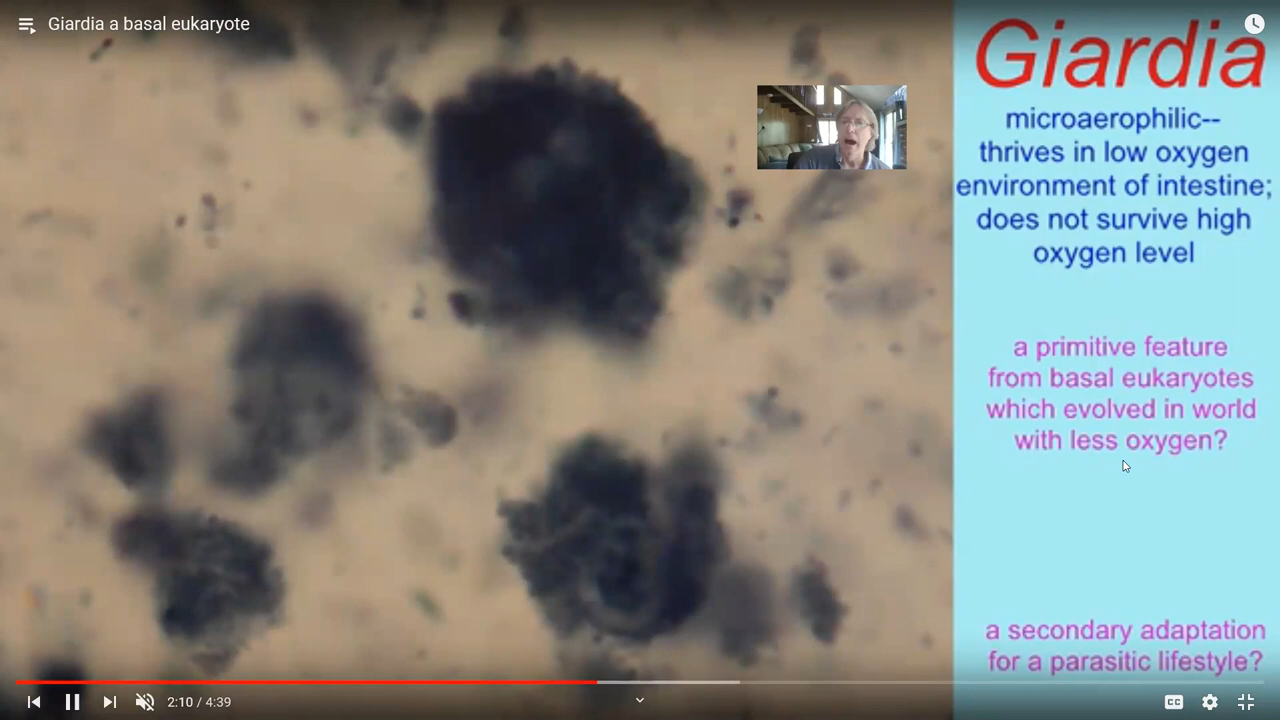 Giardia a basal eukaryote
Giardia
microaerophilic--
thrives in low oxygen
environment of intestine;
does not survive high
oxygen level
a primitive feature
from basal eukaryotes
which evolved in world
with less oxygen?
a secondary adaptation
for a parasitic lifestyle?
2:10 / 4:39
CC